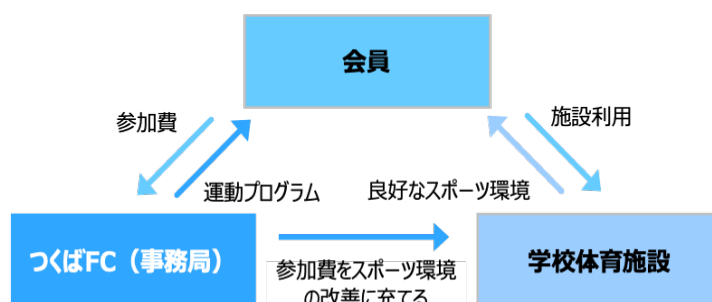 会員
参加費
施設利用
運動プログラム
良好なスポーツ環境
つくばFC（事務局）
学校体育施設
参加費をスポーツ環境
の改善に充てる